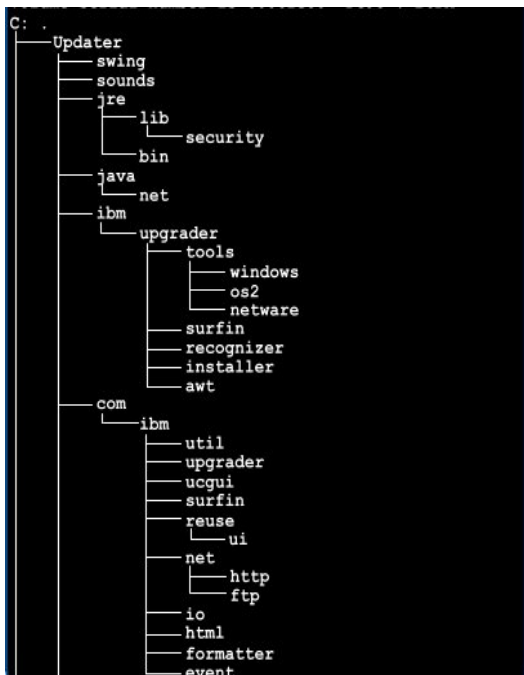 C: .
Updater
swing
sounds
jre
lib
security
bin
java
net
ibm
upgrader
tools
windows
os2
netware
surfin
recognizer
installer
awt
com
ibm
util
upgrader
ucgui
surfin
reuse
ui
net
http
ftp
io
html
formatter
event